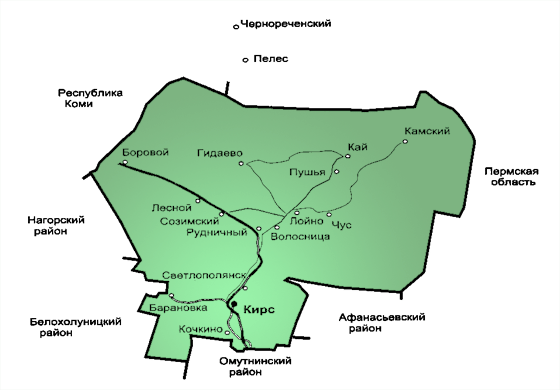 Чернореченский
Пелес
Республика
Коми
Камский
Боровой
Гидаево
Кай
Пушья
Пермская
область
Лесной
Созимский
Лойно
Чус
Нагорский
район
Рудничный
Волосница
Светлополянск
Барановка
Кирс
Афанасьевский
район
Белохолуницкий
район
Кочкино
Омутнинский
район